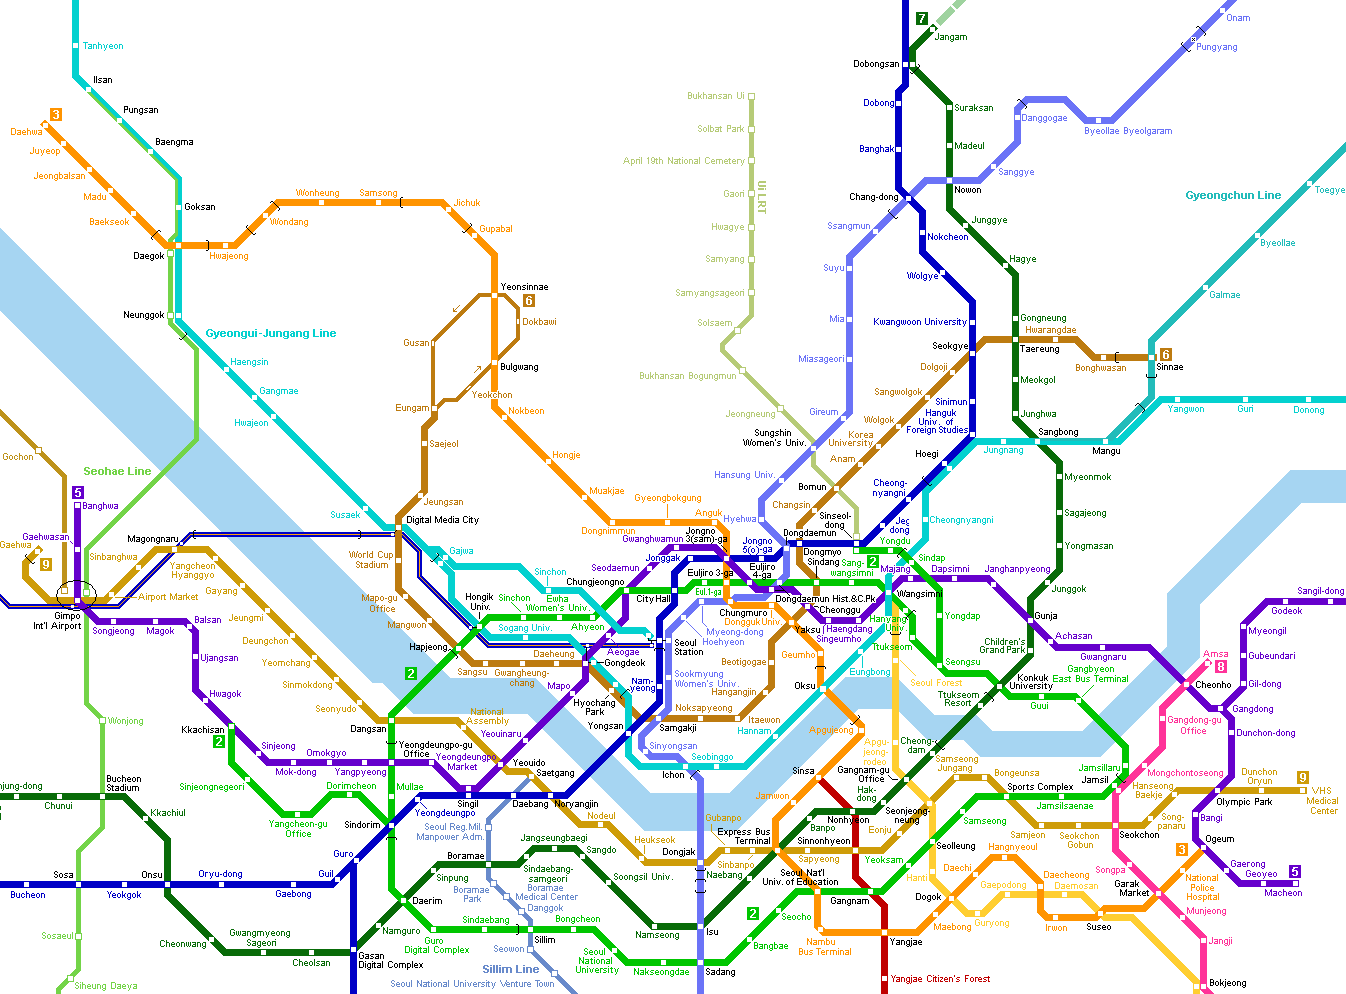 7
Onam
Jangam
Tanhyeon
Pungyang
Dobongsan
Ilsan
Bukhansan Ui
Dobong
Suraksan
Pungsan
3
Danggogae
Daehwa
Solbat Park
Byeollae Byeolgaram
Baengma
Juyeop
Banghak
Madeul
April 19th National Cemetery
Jeongbalsan
Sanggye
Madu
Wonheung
Samsong
Gaori
Ui LRT
Chang-dong
Nowon
Gyeongchun Line
Toegye
Goksan
Jichuk
Baekseok
Wondang
Gupabal
Hwagye
Ssangmun
Junggye
Nokcheon
Byeollae
Daegok
Hwajeong
Samyang
Suyu
Hagye
Wolgye
Yeonsinnae
6
Samyangsageori
Galmae
Neunggok
Dokbawi
Solsaem
Mia
Kwangwoon University
Gongneung
Gyeongui-Jungang Line
Hwarangdae
Gusan
Seokgye
Taereung
6
Haengsin
Bulgwang
Miasageori
Dolgoji
Bonghwasan
Sinnae
Bukhansan Bogungmun
Meokgol
Gangmae
Yeokchon
Sangwolgok
Eungam
Nokbeon
Jeongneung
Gireum
Sinimun
Junghwa
Yangwon
Guri
Donong
Hwajeon
Wolgok
Hanguk
Univ. of
Foreign Studies
Sungshin
Women's Univ.
Korea
University
Sangbong
Saejeol
Jungnang
Mangu
Gochon
Hongje
Anam
Hoegi
Seohae Line
Hansung Univ.
Myeonmok
5
Bomun
Cheong-
nyangni
Muakjae
Gyeongbokgung
Jeungsan
Banghwa
Changsin
Susaek
Digital Media City
Anguk
Hyehwa
Sinseol-
dong
Cheongnyangni
Sagajeong
Dongnimmun
Jongno
3(sam)-ga
Dongdaemun
Gaehwasan
Magongnaru
Gwanghwamun
Jongno
5(o)-ga
Yongdu
Yongmasan
Gaehwa
9
Sinbanghwa
World Cup
Stadium
Gajwa
Jonggak
Dongmyo
2
Sindap
Yangcheon
Hyanggyo
Seodaemun
Euljiro 3-ga
Euljiro
4-ga
Sindang
Sang-
wangsimni
Majang
Dapsimni
Janghanpyeong
Sinchon
Chungjeongno
Gayang
Mapo-gu
Office
Ewha
Women's Univ.
City Hall
Eul.1-ga
Dongdaemun Hist.&C.Pk.
Wangsimni
Junggok
Airport Market
Hongik
Univ.
Sinchon
Chungmuro
Cheonggu
Sangil-dong
Gimpo
Int'l Airport
Songjeong
Magok
Balsan
Jeungmi
Mangwon
Sogang Univ.
Ahyeon
Myeong-dong
Hoehyeon
Dongguk Univ.
Yaksu
Haengdang
Singeumho
Hanyang
Univ.
Yongdap
Gunja
Godeok
Deungchon
Hapjeong
Aeogae
Seoul
Station
Ttukseom
Children's
Grand Park
Achasan
Myeongil
Ujangsan
Yeomchang
Daeheung
Gongdeok
Beotigogae
Geumho
Seongsu
Gwangnaru
Amsa
8
Gubeundari
2
Sangsu
Gwangheung-
chang
Sookmyung
Women's Univ.
Eungbong
Seoul Forest
Konkuk
University
Gangbyeon
East Bus Terminal
Sinmokdong
Mapo
Nam-
yeong
Hangangjin
Oksu
Cheonho
Gil-dong
Hwagok
Hyochang
Park
Noksapyeong
Ttukseom
Resort
Guui
Seonyudo
National
Assembly
Itaewon
Gangdong
Wonjong
Kkachisan
Dangsan
Yongsan
Samgakji
Hannam
Apgujeong
Gangdong-gu
Office
2
Sinjeong
Yeongdeungpo-gu
Office
Yeouinaru
Sinyongsan
Apgu-
jeong-
rodeo
Cheong-
dam
Dunchon-dong
Omokgyo
Yeongdeungpo
Market
Yeouido
Seobinggo
Mok-dong
Yangpyeong
Saetgang
Ichon
Sinsa
Gangnam-gu
Office
Samseong
Jungang
Bongeunsa
Jamsillaru
Mongchontoseong
Dunchon
Oryun
9
Bucheon
Stadium
Sinjeongnegeori
Dorimcheon
Mullae
Jamsil
njung-dong
Chunui
Jamwon
Hak-
dong
Sports Complex
Hanseong
Baekje
VHS
Medical
Center
Singil
Daebang
Noryangjin
Seonjeong-
neung
Jamsilsaenae
Olympic Park
Kkachiul
Yangcheon-gu
Office
Sindorim
Yeongdeungpo
Nodeul
Gubanpo
Banpo
Nonhyeon
Samseong
Song-
panaru
Bangi
Seoul Reg.Mil.
Manpower Adm.
Jangseungbaegi
Heukseok
Express Bus
Terminal
Sinnonhyeon
Eonju
Samjeon
Seokchon
Gobun
Seokchon
Ogeum
Guro
Boramae
Sangdo
Dongjak
Sinbanpo
Sapyeong
Seolleung
Hangnyeoul
3
Gaerong
Geoyeo
5
Sosa
Onsu
Oryu-dong
Guil
Sinpung
Sindaebang-
samgeori
Soongsil Univ.
Naebang
Seoul Nat'l
Univ. of Education
Yeoksam
Daechi
Songpa
National
Police
Hospital
Bucheon
Yeokgok
Gaebong
Boramae
Park
Boramae
Medical Center
Hanti
Gaepodong
Daecheong
Daemosan
Garak
Market
Macheon
Daerim
Danggok
2
Seocho
Gangnam
Dogok
Munjeong
Sosaeul
Gwangmyeong
Sageori
Namguro
Sindaebang
Bongcheon
Isu
Maebong
Guryong
Irwon
Suseo
Cheonwang
Guro
Digital Complex
Sillim
Namseong
Bangbae
Nambu
Bus Terminal
Yangjae
Jangji
Cheolsan
Gasan
Digital Complex
Seowon
Seoul
National
University
Nakseongdae
Sadang
Siheung Daeya
Sillim Line
Seoul National University Venture Town
Yangjae Citizen's Forest
Bokjeong